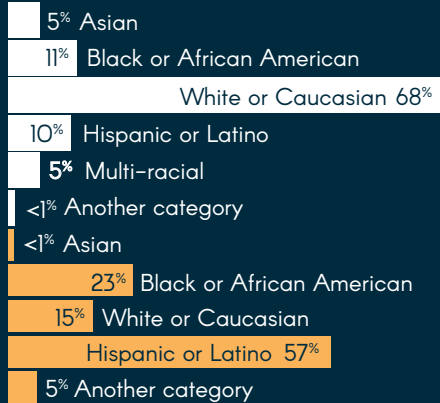 5% Asian
11% Black or African American
White or Caucasian 68%
10% Hispanic or Latino
5% Multi-racial
<1% Another category
<1% Asian
23% Black or African American
15% White or Caucasian
Hispanic or Latino 57%
5% Another category